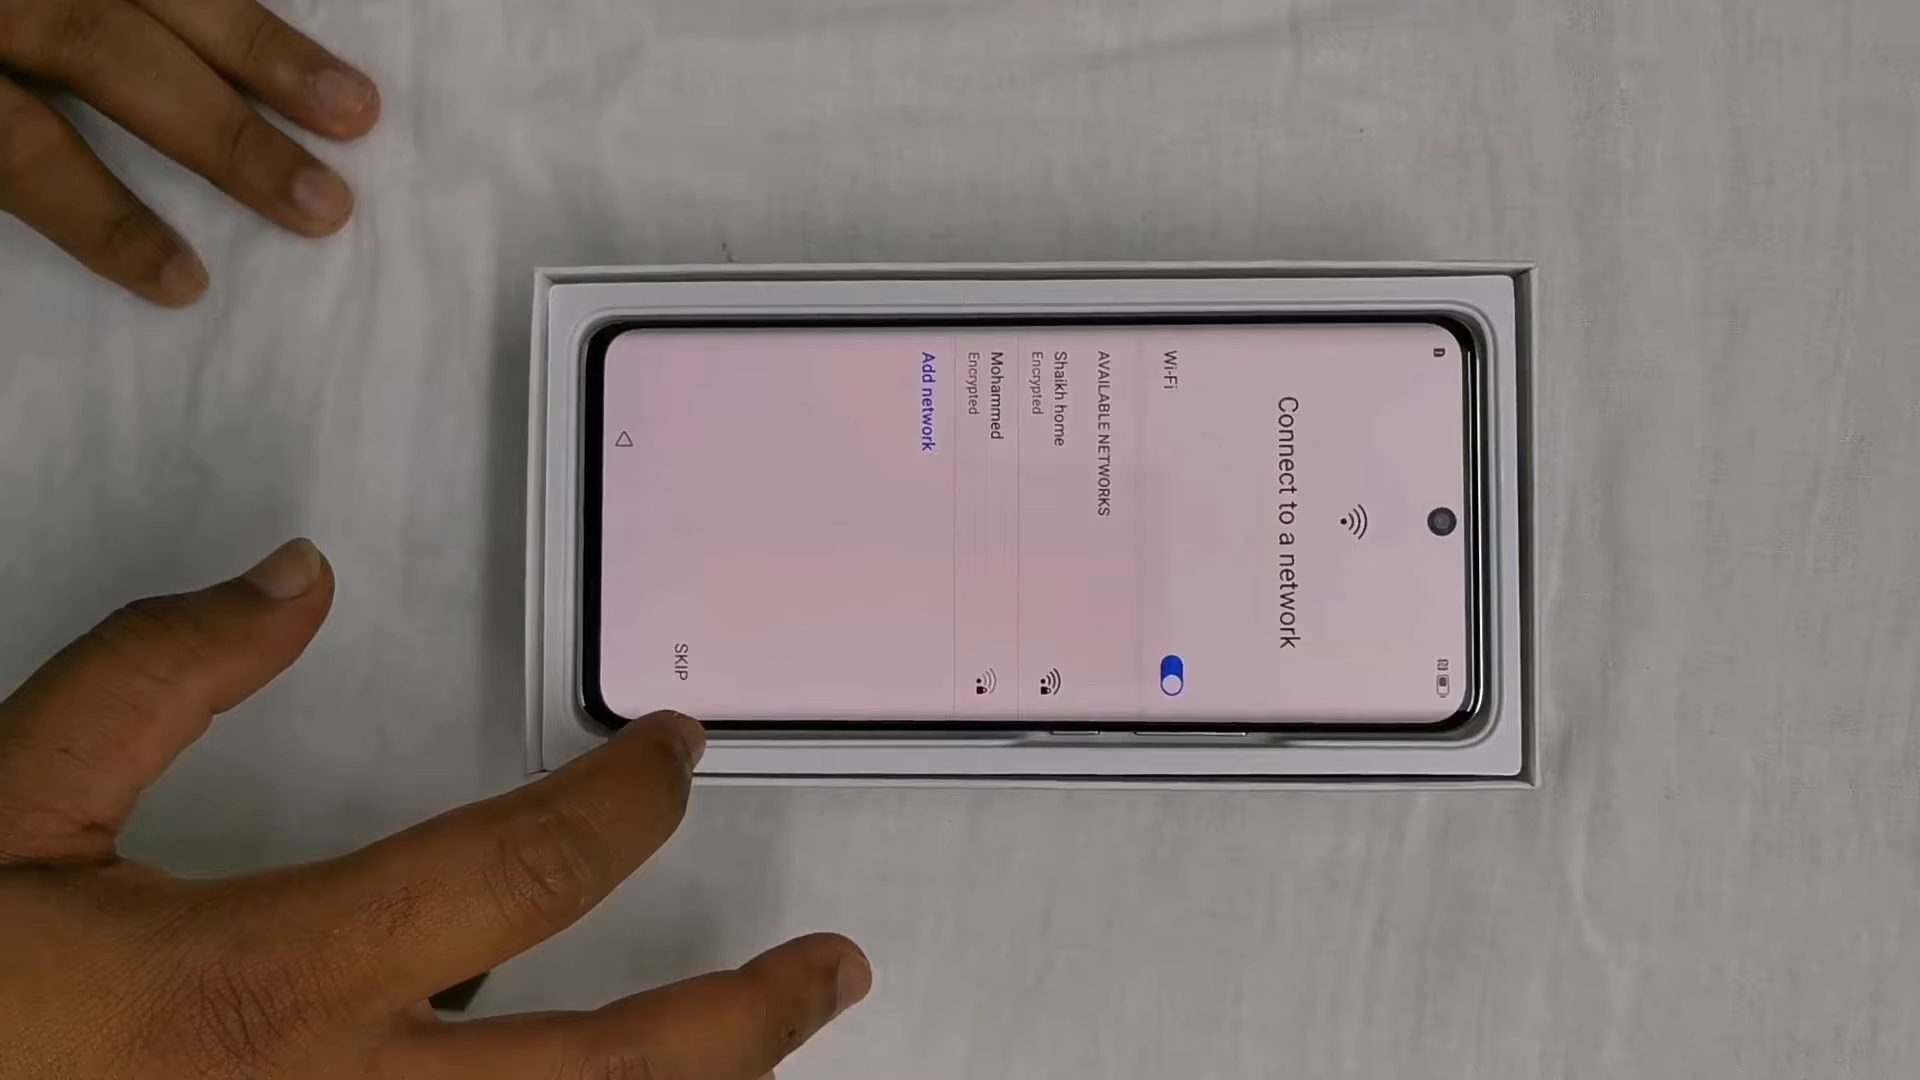 Connect to a network
Wi-Fi
AVAILABLE NETWORKS
Shaikh home
Encrypted
Mohammed
Encrypted
Add network
SKIP